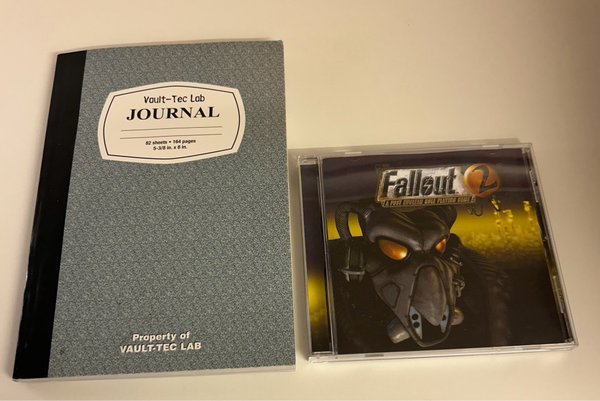 Vault-Tec Lab
JOURNAL
82 sheets • 164 pages
5-3/8 in. x 8 in.
Property of
VAULT-TEC LAB
Fallout 2
A POST NUCLEAR ROLE PLAYING GAME